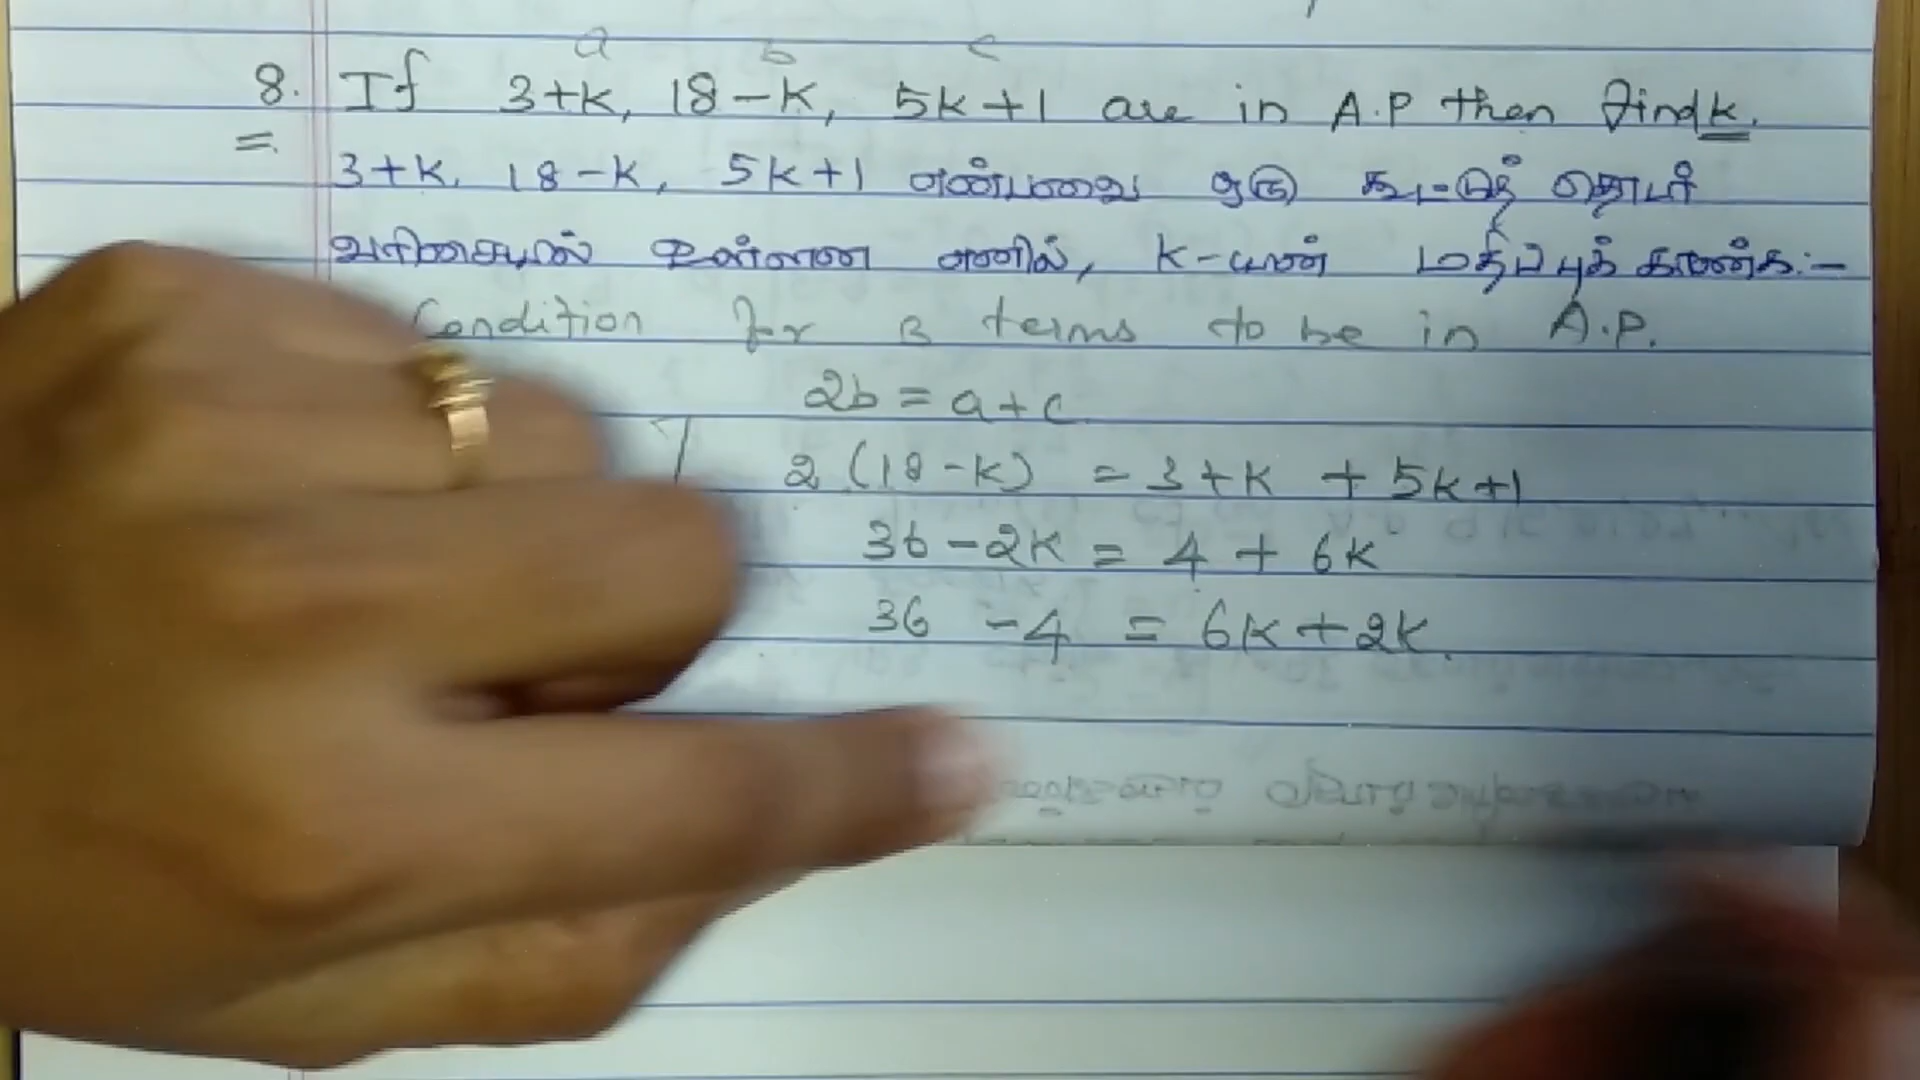 a b c
8. If 3+k, 18-k, 5k+1 are in A.P then find k.
3+k, 18-k, 5k+1 என்பவை ஒரு கூட்டுத் தொடர்
வரிசையில் உள்ளன எனில், k-யின் மதிப்புக் காண்க:-
Condition for 3 terms to be in A.P.
2b = a+c
2 (18-k) = 3+k + 5k+1
36-2k = 4 + 6k
36 -4 = 6k+2k.